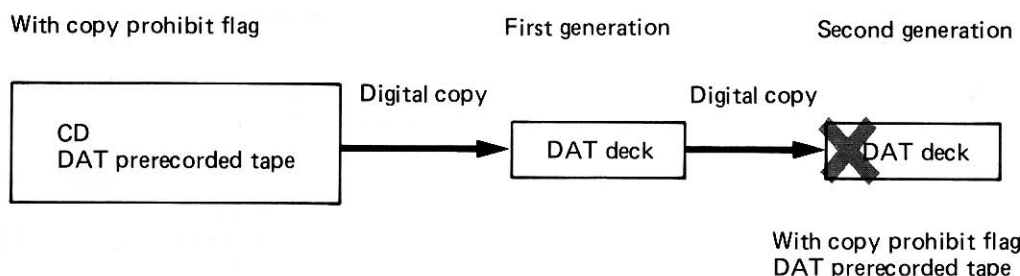 With copy prohibit flag
First generation
Second generation
Digital copy
Digital copy
CD
DAT prerecorded tape
DAT deck
DAT deck
With copy prohibit flag
DAT prerecorded tape